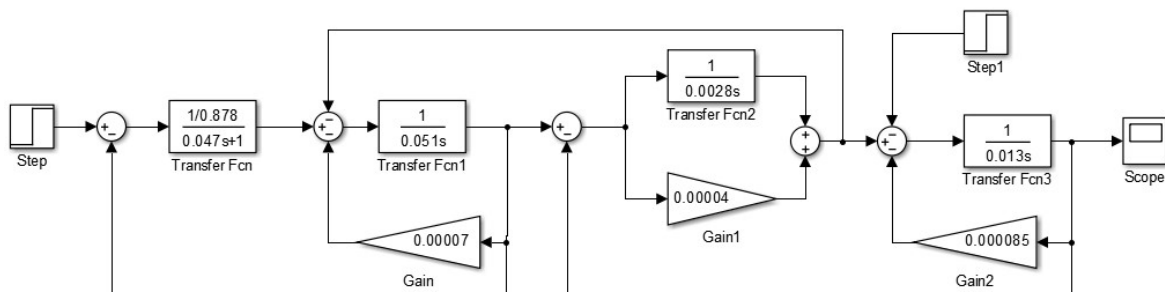 Step
1/0.878
0.047s+1
Transfer Fcn
1
0.051s
Transfer Fcn1
0.00007
Gain
1
0.0028s
Transfer Fcn2
0.00004
Gain1
Step1
1
0.013s
Transfer Fcn3
0.000085
Gain2
Scope